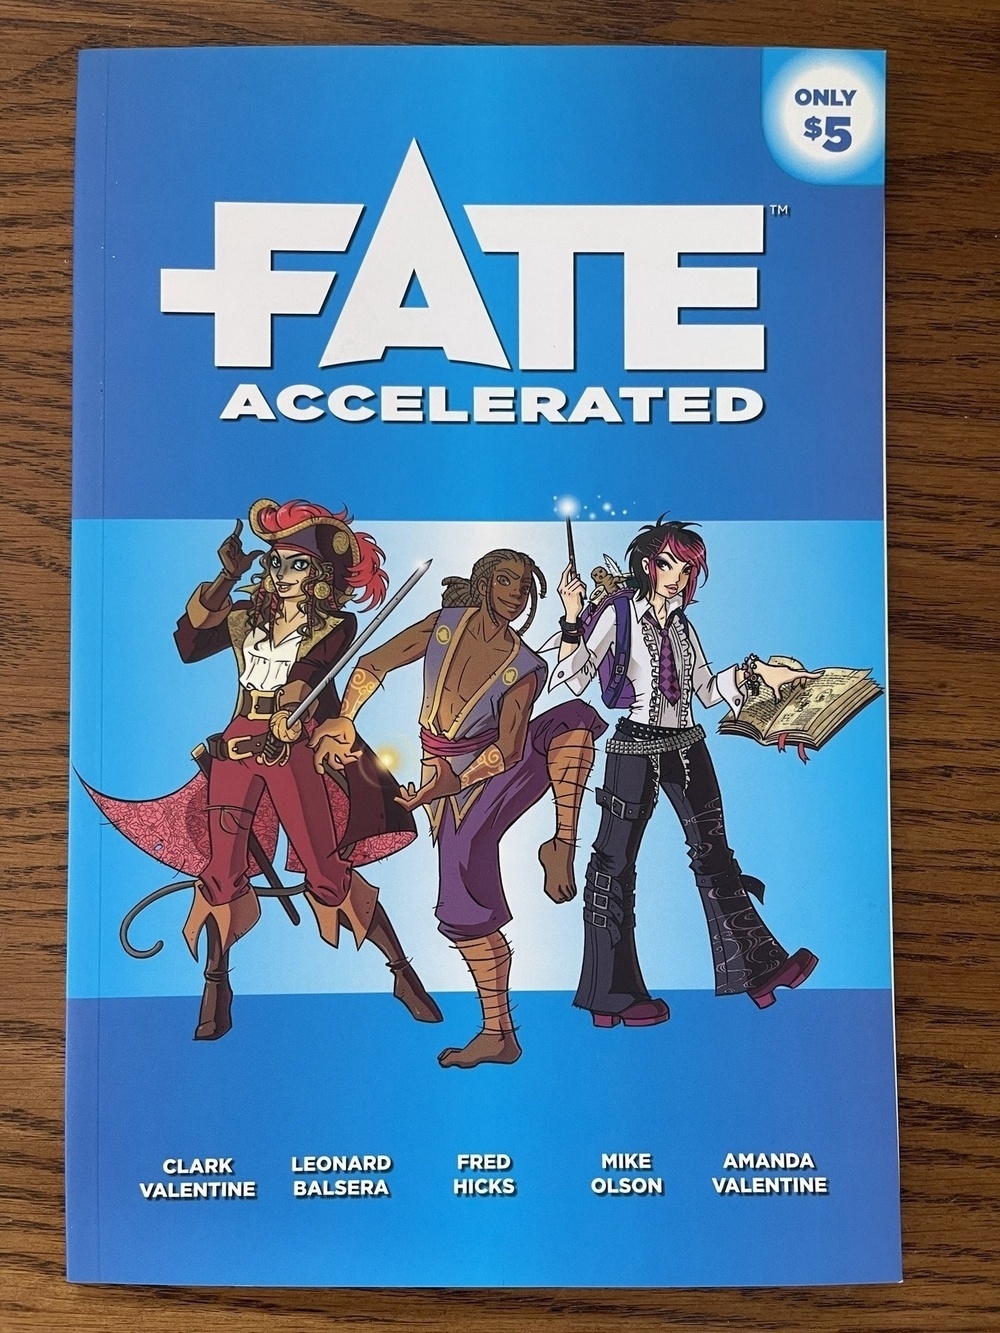 ONLY
$5
FATE™
ACCELERATED
CLARK
VALENTINE
LEONARD
BALSERA
FRED
HICKS
MIKE
OLSON
AMANDA
VALENTINE